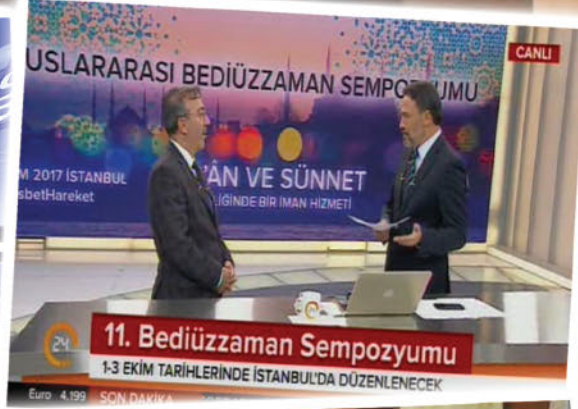 CANLI
USLARARASI BEDİÜZZAMAN SEMPOZYUMU
M 2017 İSTANBUL
sbetHareket
'ÂN VE SÜNNET
LİĞİNDE BİR İMAN HİZMETİ
24
11. Bediüzzaman Sempozyumu
1-3 EKİM TARİHLERİNDE İSTANBUL'DA DÜZENLENECEK
Euro 4.199 SON DAKİKA